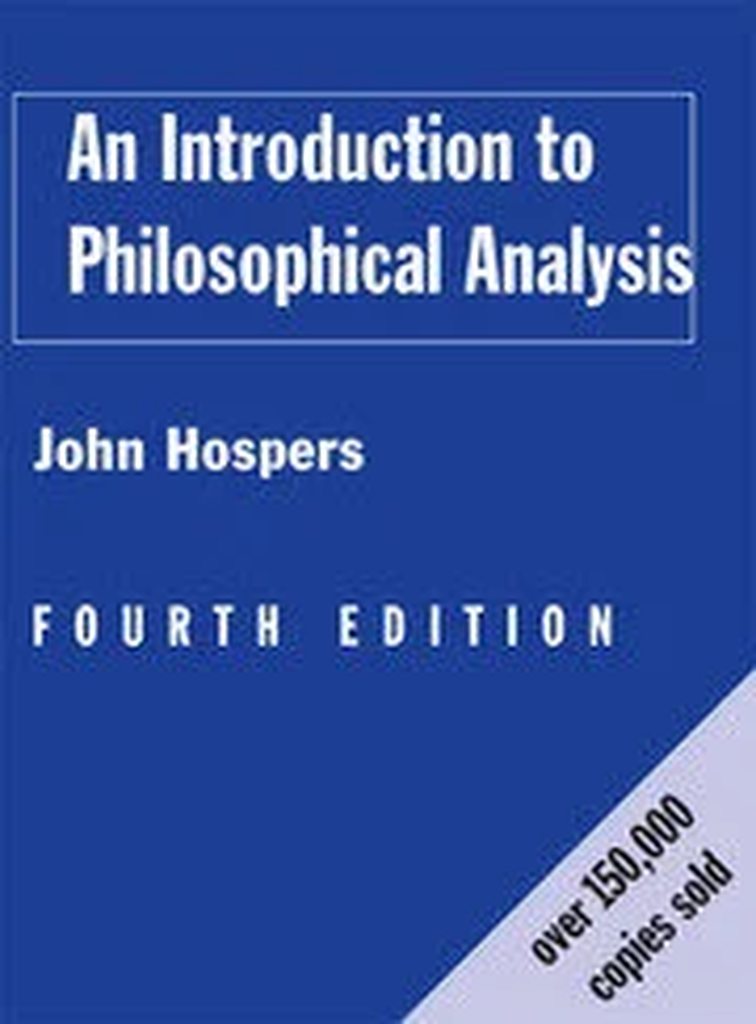 An Introduction to
Philosophical Analysis
John Hospers
FOURTH EDITION
over 150,000
copies sold